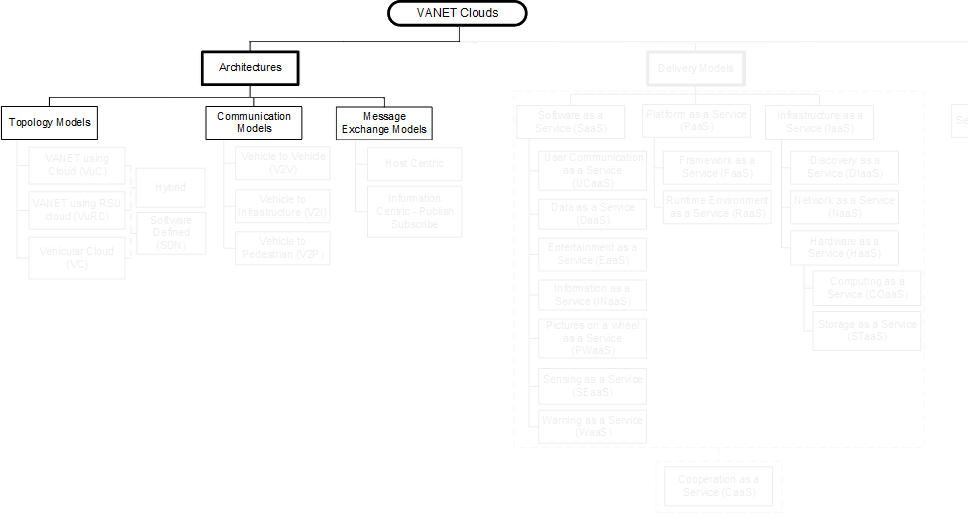 VANET Clouds
Architectures
Delivery Models
Topology Models
Communication
Models
Message
Exchange Models
Software as a
Service (SaaS)
Platform as a
Service (PaaS)
Infrastructure as a
Service (IaaS)
VANET using
Cloud (VuC)
VANET using RSU
cloud (VuRC)
Vehicular Cloud
(VC)
Hybrid
Software
Defined
(SDN)
Vehicle to Vehicle
(V2V)
Vehicle to
Infrastructure (V2I)
Vehicle to
Pedestrian (V2P)
Host Centric
Information
Centric - Publish
Subscribe
User Communication
as a Service
(UCaaS)
Data as a Service
(DaaS)
Entertainment as a
Service (EaaS)
Information as a
Service (INaaS)
Pictures on a wheel
as a Service
(PWaaS)
Sensing as a Service
(SEaaS)
Warning as a Service
(WaaS)
Framework as a
Service (FaaS)
Runtime Environment
as a Service (RaaS)
Discovery as a
Service (DIaaS)
Network as a Service
(NaaS)
Hardware as a
Service (HaaS)
Computing as a
Service (COaaS)
Storage as a Service
(STaaS)
Cooperation as a
Service (CaaS)